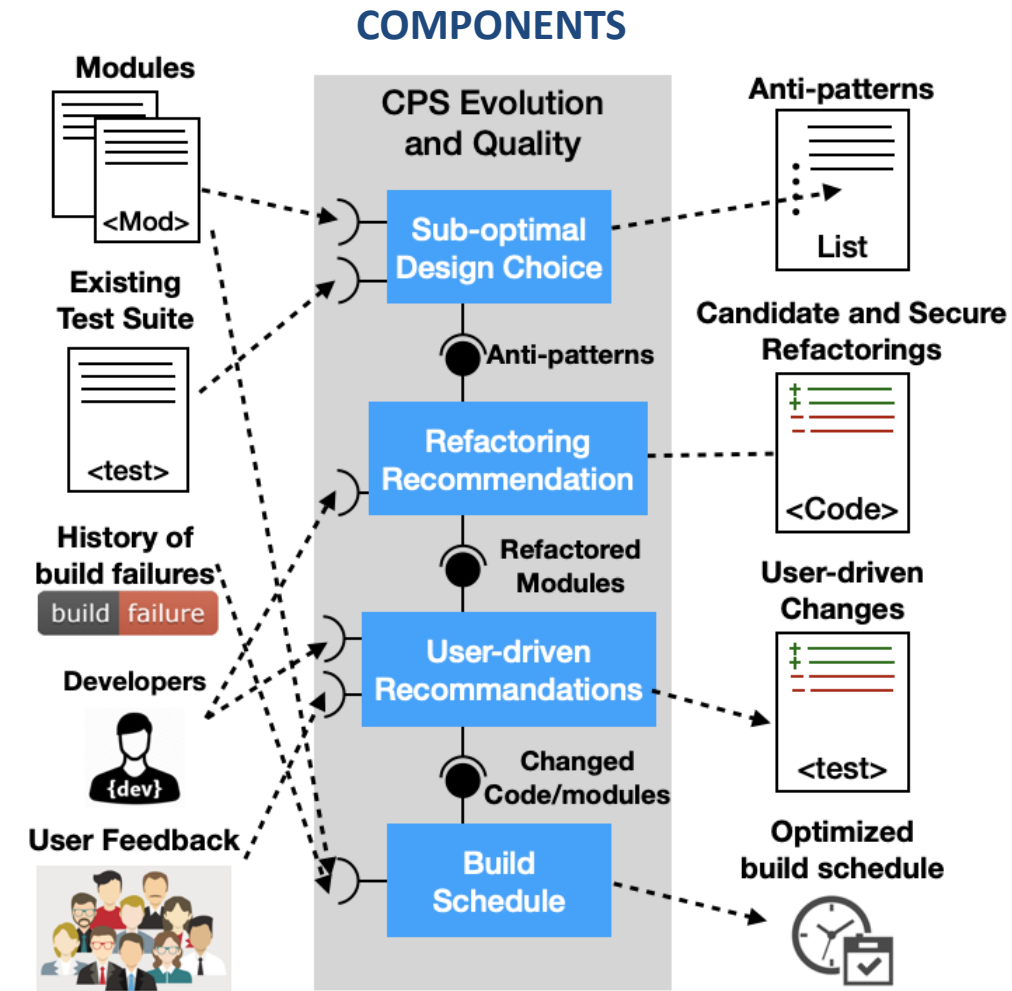 COMPONENTS
Modules
<Mod>
Existing
Test Suite
<test>
History of
build failures
build failure
Developers
{dev}
User Feedback
CPS Evolution
and Quality
Sub-optimal
Design Choice
Anti-patterns
Refactoring
Recommendation
Refactored
Modules
User-driven
Recommandations
Changed
Code/modules
Build
Schedule
Anti-patterns
List
Candidate and Secure
Refactorings
<Code>
User-driven
Changes
<test>
Optimized
build schedule